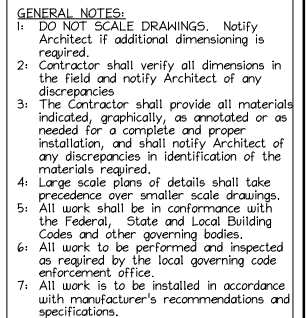 GENERAL NOTES:
1: DO NOT SCALE DRAWINGS. Notify
Architect if additional dimensioning is
required.
2: Contractor shall verify all dimensions in
the field and notify Architect of any
discrepancies
3: The Contractor shall provide all materials
indicated, graphically, as annotated or as
needed for a complete and proper
installation, and shall notify Architect of
any discrepancies in identification of the
materials required.
4: Large scale plans of details shall take
precedence over smaller scale drawings.
5: All work shall be in conformance with
the Federal, State and Local Building
Codes and other governing bodies.
6: All work to be performed and inspected
as required by the local governing code
enforcement office.
7: All work is to be installed in accordance
with manufacturer's recommendations and
specifications.